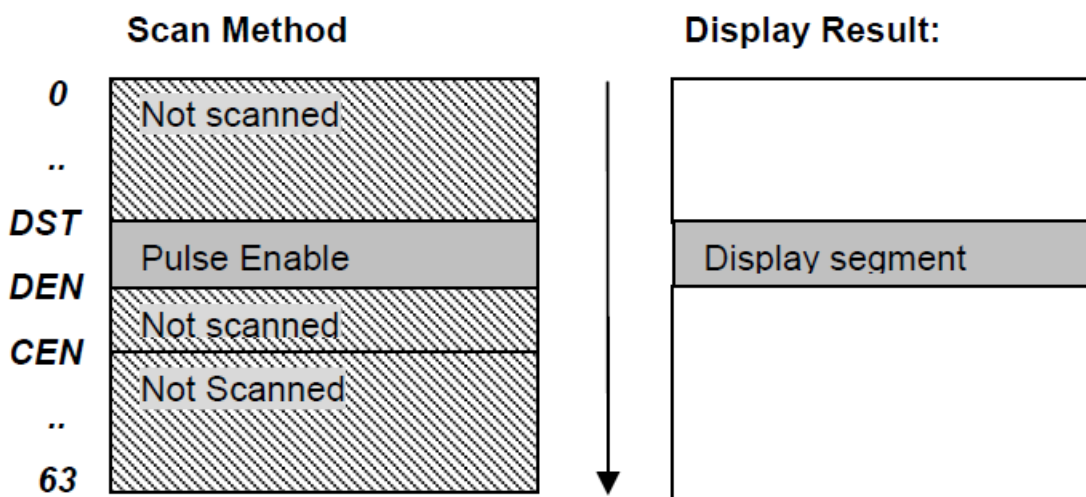 Scan Method Display Result:
0
Not scanned
..
DST
Pulse Enable Display segment
DEN
Not scanned
CEN
Not Scanned
..
63